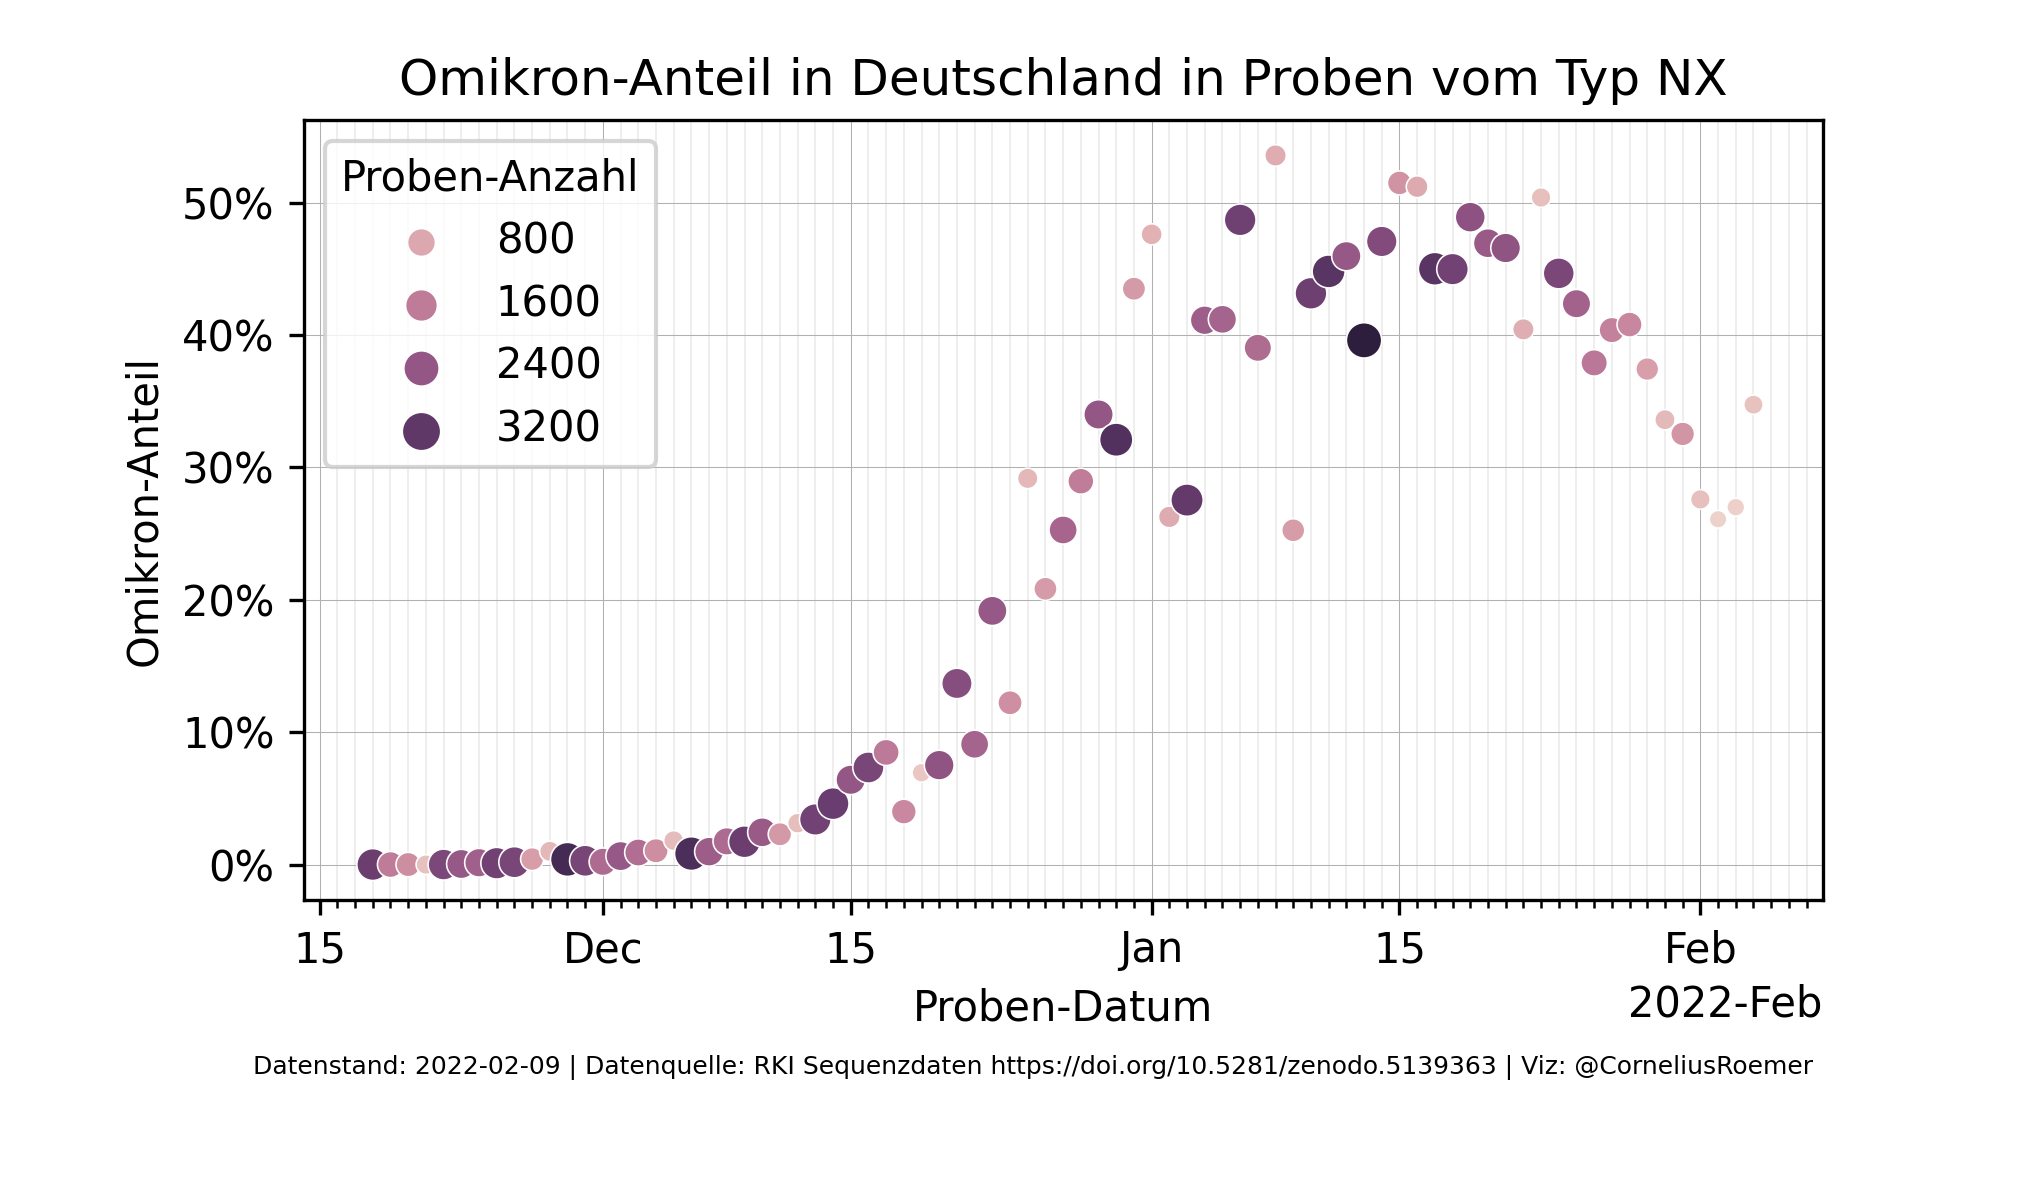 Omikron-Anteil in Deutschland in Proben vom Typ NX
Proben-Anzahl
800
1600
2400
3200
Omikron-Anteil
50%
40%
30%
20%
10%
0%
15 Dec 15 Jan 15 Feb
2022-Feb
Proben-Datum
Datenstand: 2022-02-09 | Datenquelle: RKI Sequenzdaten https://doi.org/10.5281/zenodo.5139363 | Viz: @CorneliusRoemer